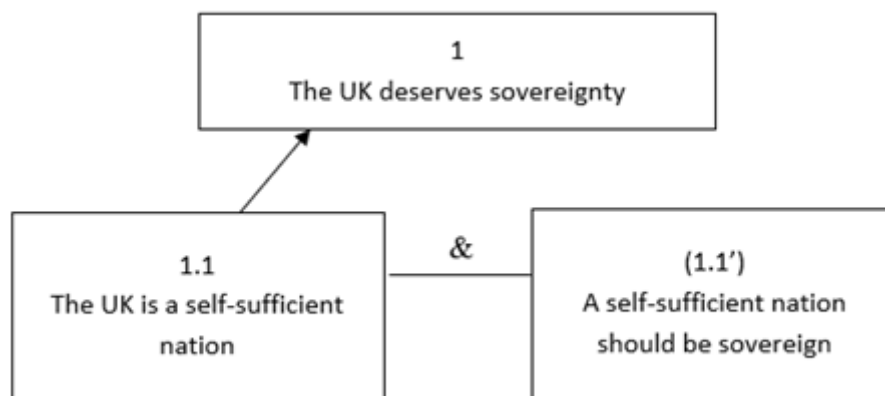 1
The UK deserves sovereignty
&
1.1
The UK is a self-sufficient
nation
(1.1’)
A self-sufficient nation
should be sovereign